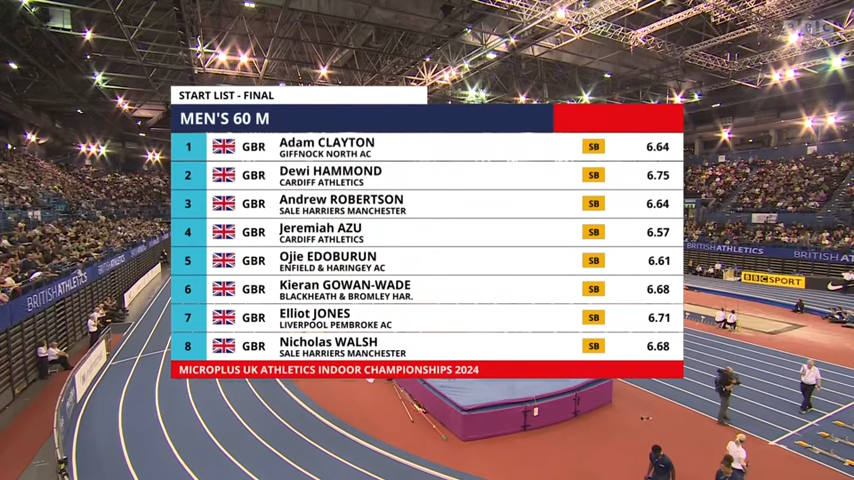 START LIST - FINAL
MEN'S 60 M
1 GBR Adam CLAYTON SB 6.64
GIFFNOCK NORTH AC
2 GBR Dewi HAMMOND SB 6.75
CARDIFF ATHLETICS
3 GBR Andrew ROBERTSON SB 6.64
SALE HARRIERS MANCHESTER
4 GBR Jeremiah AZU SB 6.57
CARDIFF ATHLETICS
5 GBR Ojie EDOBURUN SB 6.61
ENFIELD & HARINGEY AC
6 GBR Kieran GOWAN-WADE SB 6.68
BLACKHEATH & BROMLEY HAR.
7 GBR Elliot JONES SB 6.71
LIVERPOOL PEMBROKE AC
8 GBR Nicholas WALSH SB 6.68
SALE HARRIERS MANCHESTER
MICROPLUS UK ATHLETICS INDOOR CHAMPIONSHIPS 2024
BRITISH ATHLETICS
BRITISH ATHLETICS
BBC SPORT